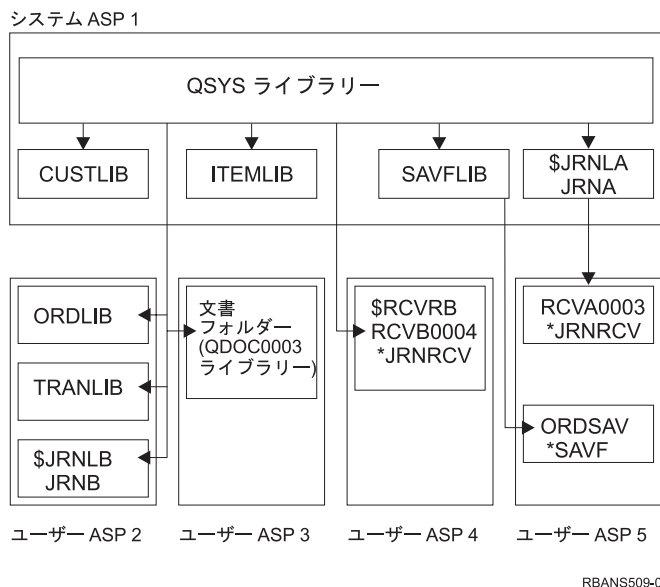 システム ASP 1
QSYS ライブラリー
CUSTLIB
ITEMLIB
SAVFLIB
$JRNLA
JRNA
ORDLIB
TRANLIB
$JRNLB
JRNB
文書
フォルダー
(QDOC0003
ライブラリー)
$RCVRB
RCVB0004
*JRNRCV
RCVA0003
*JRNRCV
ORDSAV
*SAVF
ユーザー ASP 2
ユーザー ASP 3
ユーザー ASP 4
ユーザー ASP 5
RBANS509-0